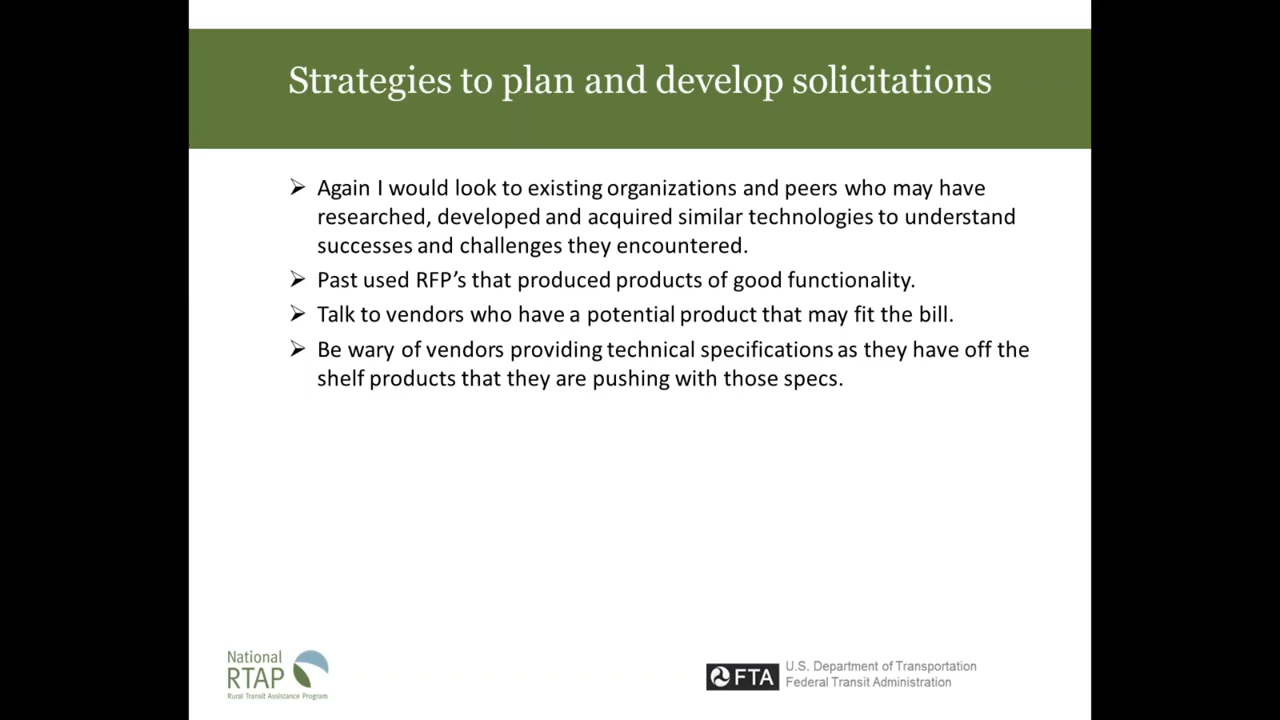 Strategies to plan and develop solicitations
➢ Again I would look to existing organizations and peers who may have
researched, developed and acquired similar technologies to understand
successes and challenges they encountered.
➢ Past used RFP’s that produced products of good functionality.
➢ Talk to vendors who have a potential product that may fit the bill.
➢ Be wary of vendors providing technical specifications as they have off the
shelf products that they are pushing with those specs.
National
RTAP
Rural Transit Assistance Program
FTA
U.S. Department of Transportation
Federal Transit Administration